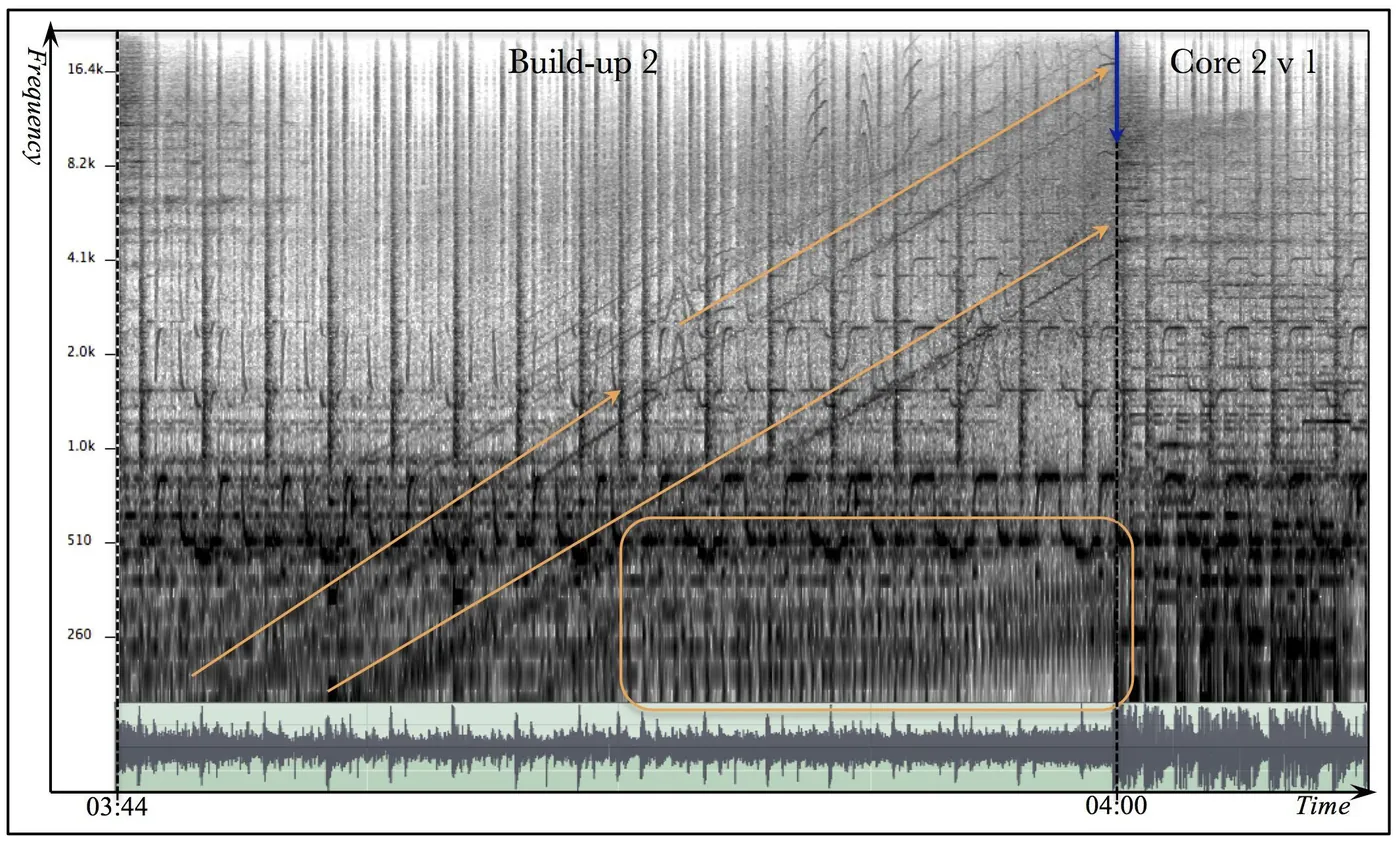 Frequency
Build-up 2
Core 2 v 1
16.4k
8.2k
4.1k
2.0k
1.0k
510
260
03:44
04:00
Time